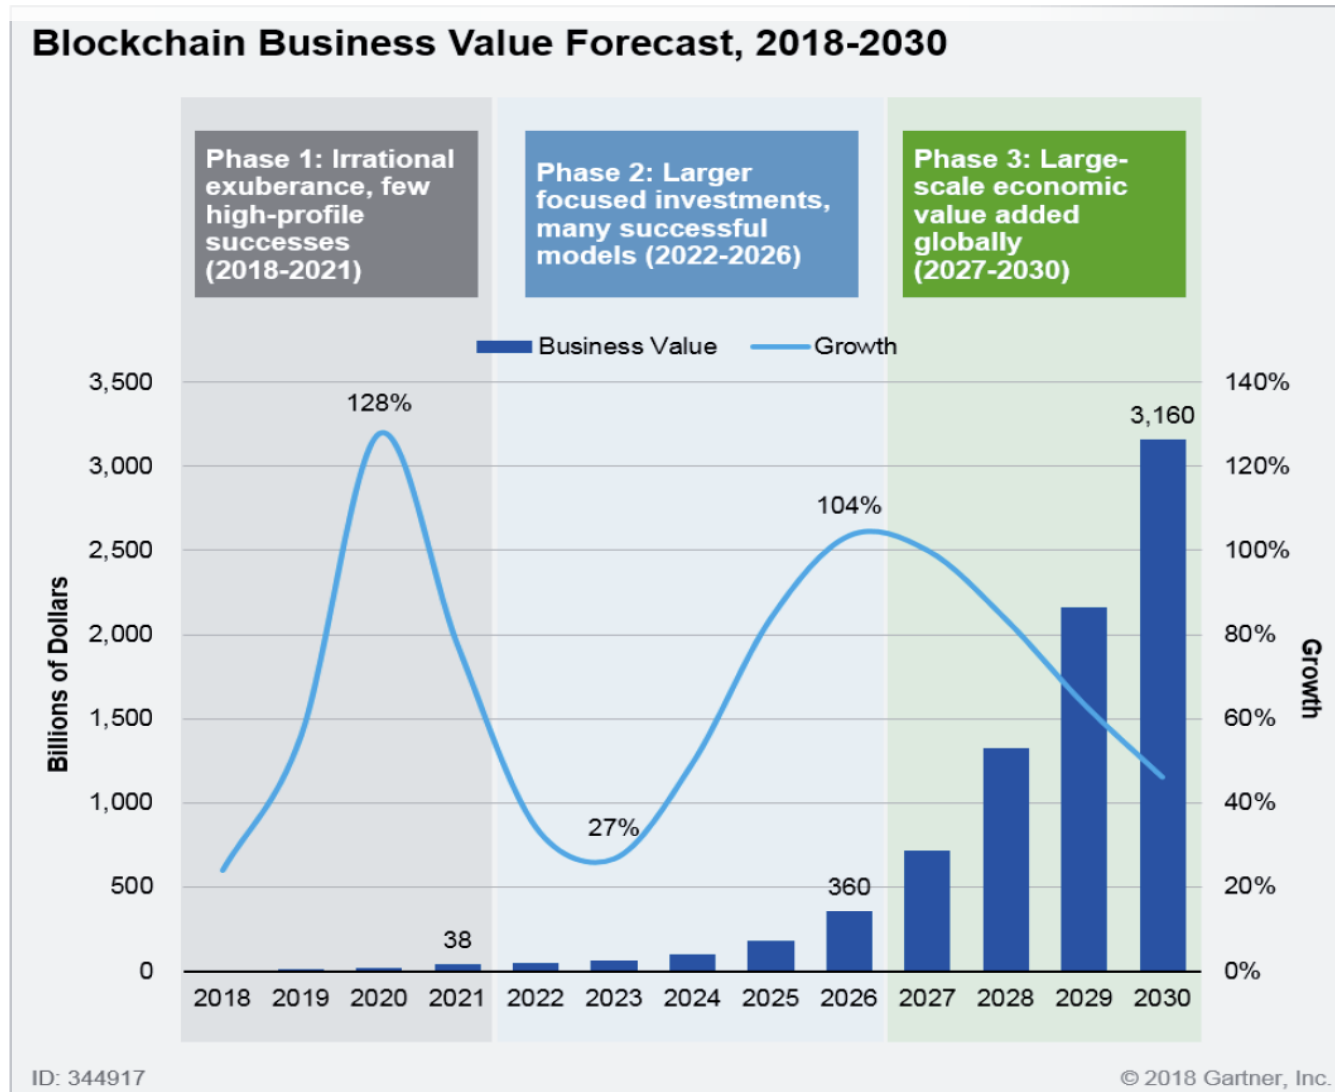 Blockchain Business Value Forecast, 2018-2030
Phase 1: Irrational
exuberance, few
high-profile
successes
(2018-2021)
Phase 2: Larger
focused investments,
many successful
models (2022-2026)
Phase 3: Large-
scale economic
value added
globally
(2027-2030)
Business Value
Growth
3,500
3,000
2,500
2,000
1,500
1,000
500
0
Billions of Dollars
128%
27%
104%
38
360
3,160
140%
120%
100%
80%
60%
40%
20%
0%
Growth
2018 2019 2020 2021 2022 2023 2024 2025 2026 2027 2028 2029 2030
ID: 344917
© 2018 Gartner, Inc.